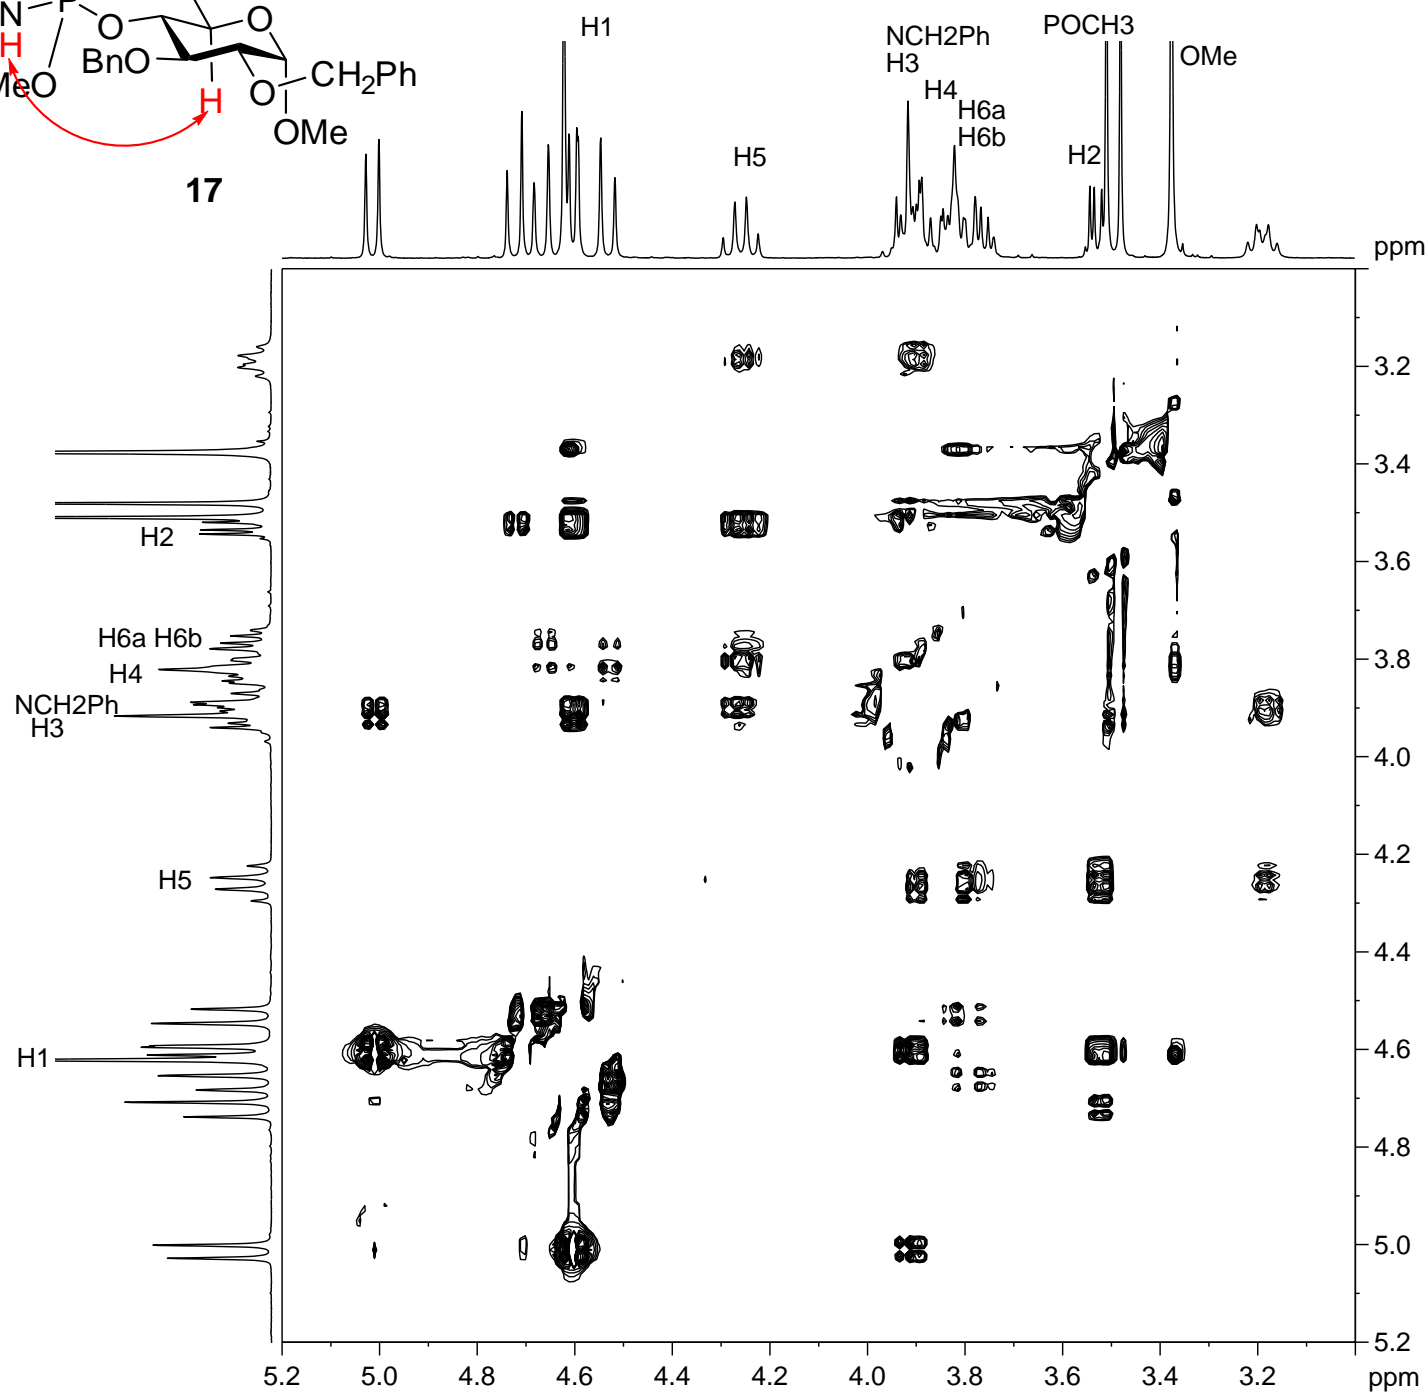 N
P
O
O
H
BnO
O
CH2Ph
MeO
H
OMe
17
H1
NCH2Ph
H3
H4
H6a
H6b
H5
POCH3
H2
OMe
ppm
3.2
3.4
H2
3.6
H6a H6b
3.8
H4
NCH2Ph
H3
4.0
4.2
H5
4.4
H1
4.6
4.8
5.0
5.2
5.2 5.0 4.8 4.6 4.4 4.2 4.0 3.8 3.6 3.4 3.2 ppm